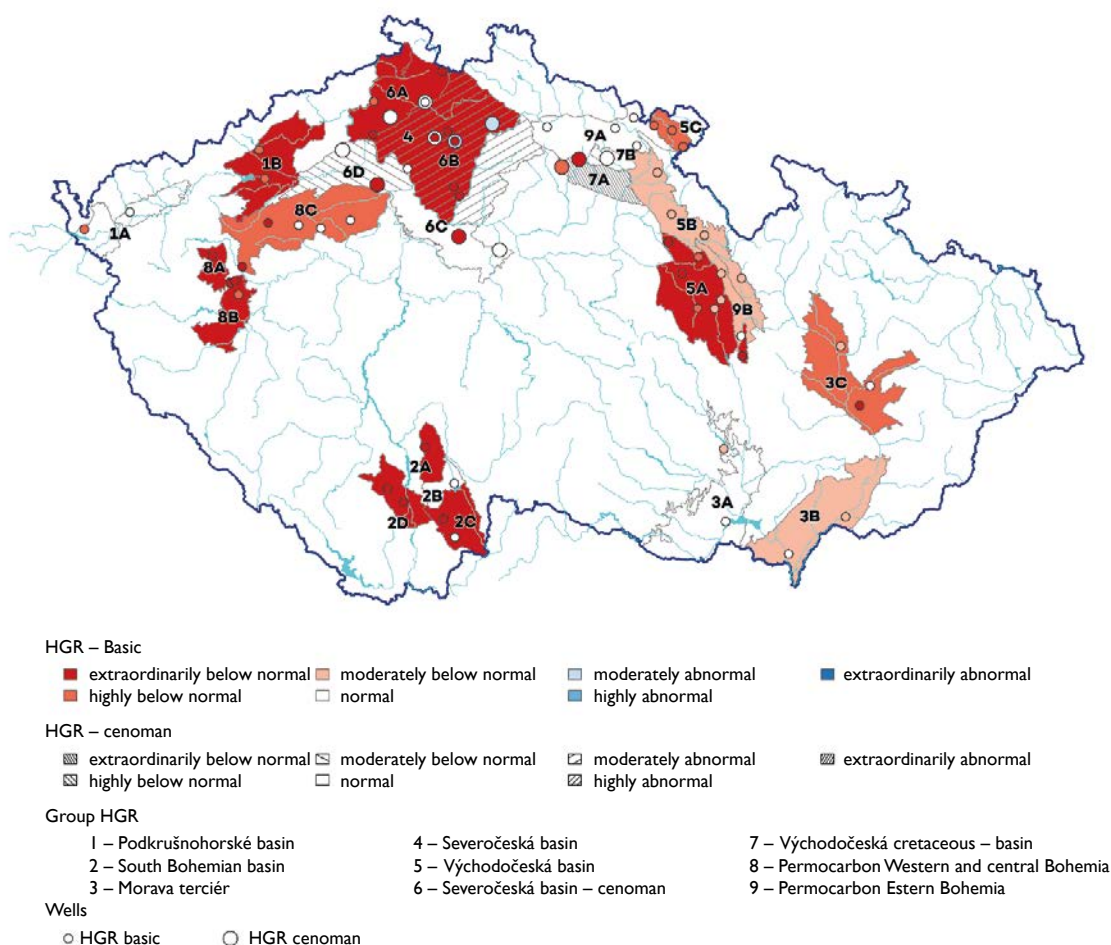 6A
5C
9A
4
7B
6B
1B
6D
7A
8C
5B
6C
1A
8A
5A
9B
8B
3C
2A
2B
3A
2D
2C
3B
HGR – Basic
extraordinarily below normal moderately below normal moderately abnormal extraordinarily abnormal
highly below normal normal highly abnormal
HGR – cenoman
extraordinarily below normal moderately below normal moderately abnormal extraordinarily abnormal
highly below normal normal highly abnormal
Group HGR
1 – Podkrušnohorské basin 4 – Severočeská basin 7 – Východočeská cretaceous – basin
2 – South Bohemian basin 5 – Východočeská basin 8 – Permocarbon Western and central Bohemia
3 – Morava terciér 6 – Severočeská basin – cenoman 9 – Permocarbon Estern Bohemia
Wells
HGR basic HGR cenoman